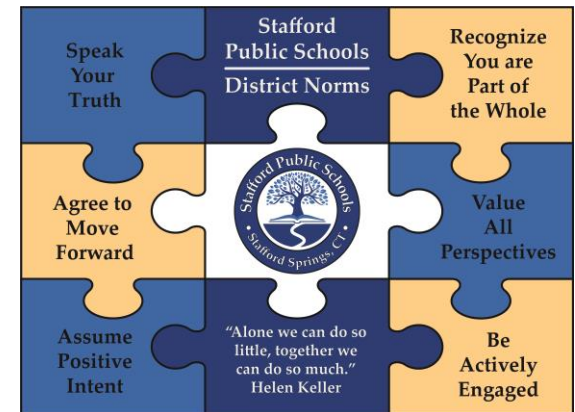 Speak
Your
Truth
Stafford
Public Schools
District Norms
Recognize
You are
Part of
the Whole
Agree to
Move
Forward
Stafford Public Schools
• Stafford Springs, CT •
Value
All
Perspectives
Assume
Positive
Intent
“Alone we can do so
little, together we
can do so much.”
Helen Keller
Be
Actively
Engaged